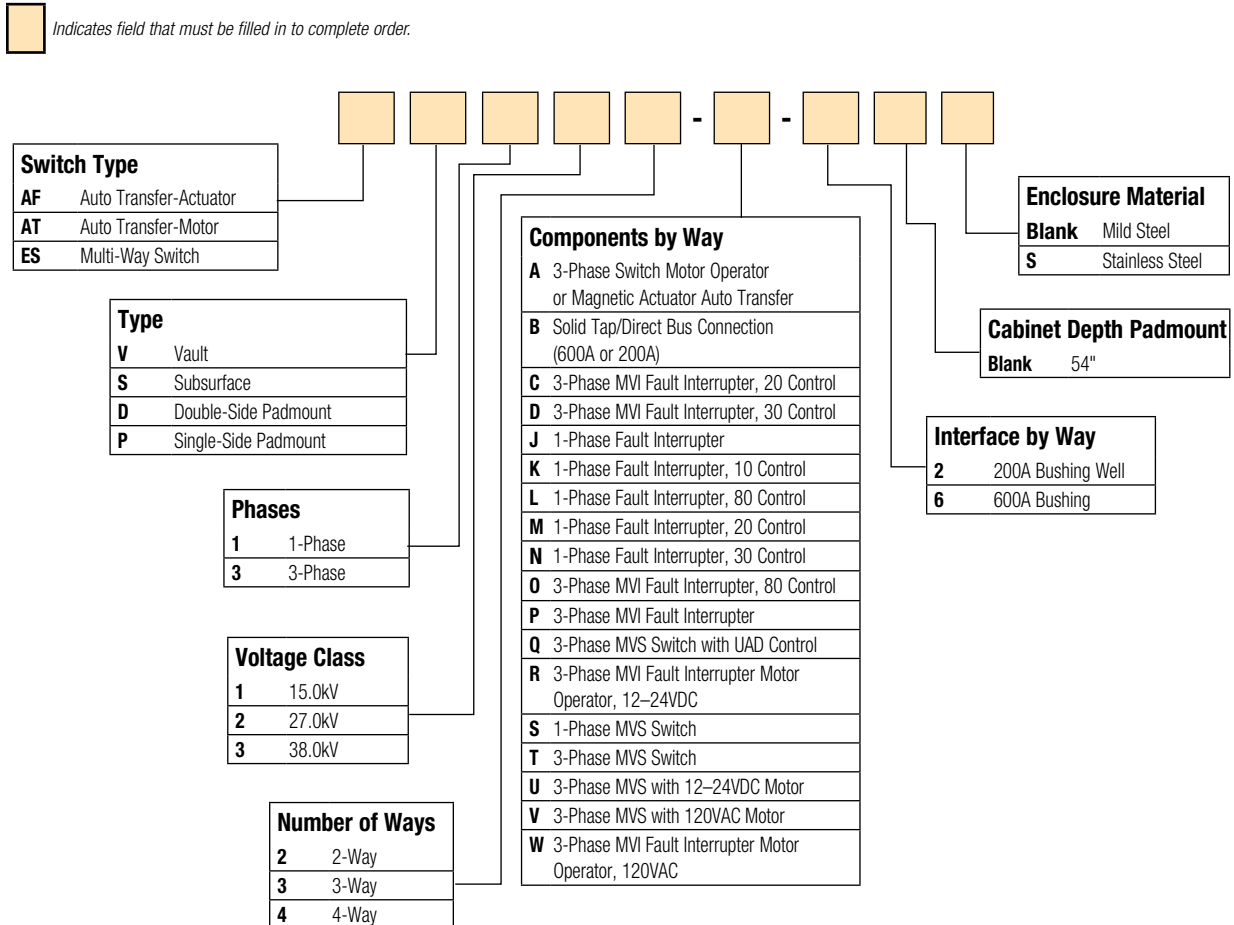 Indicates field that must be filled in to complete order.
- -
Switch Type
AF Auto Transfer-Actuator
AT Auto Transfer-Motor
ES Multi-Way Switch
Type
V Vault
S Subsurface
D Double-Side Padmount
P Single-Side Padmount
Phases
1 1-Phase
3 3-Phase
Voltage Class
1 15.0kV
2 27.0kV
3 38.0kV
Number of Ways
2 2-Way
3 3-Way
4 4-Way
Components by Way
A 3-Phase Switch Motor Operator
or Magnetic Actuator Auto Transfer
B Solid Tap/Direct Bus Connection
(600A or 200A)
C 3-Phase MVI Fault Interrupter, 20 Control
D 3-Phase MVI Fault Interrupter, 30 Control
J 1-Phase Fault Interrupter
K 1-Phase Fault Interrupter, 10 Control
L 1-Phase Fault Interrupter, 80 Control
M 1-Phase Fault Interrupter, 20 Control
N 1-Phase Fault Interrupter, 30 Control
O 3-Phase MVI Fault Interrupter, 80 Control
P 3-Phase MVI Fault Interrupter
Q 3-Phase MVS Switch with UAD Control
R 3-Phase MVI Fault Interrupter Motor
Operator, 12–24VDC
S 1-Phase MVS Switch
T 3-Phase MVS Switch
U 3-Phase MVS with 12–24VDC Motor
V 3-Phase MVS with 120VAC Motor
W 3-Phase MVI Fault Interrupter Motor
Operator, 120VAC
Enclosure Material
Blank Mild Steel
S Stainless Steel
Cabinet Depth Padmount
Blank 54"
Interface by Way
2 200A Bushing Well
6 600A Bushing